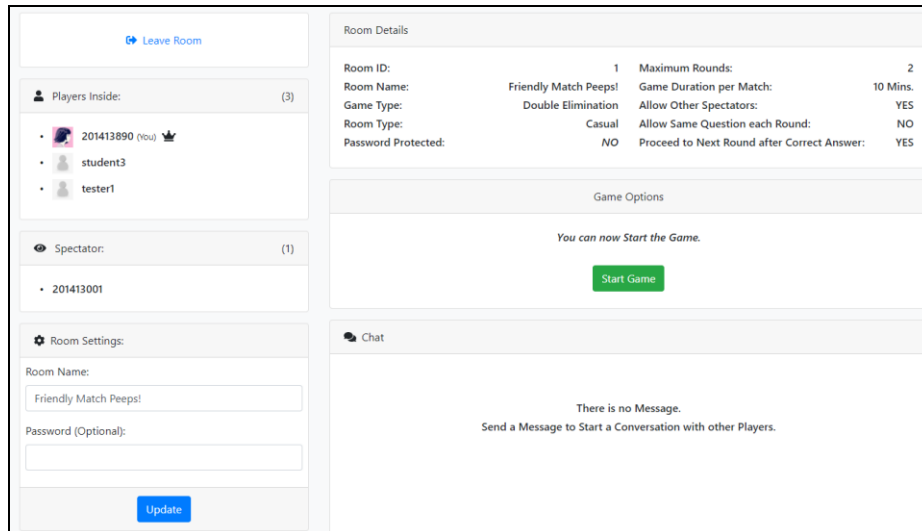 Leave Room
Players Inside: (3)
201413890 (You)
student3
tester1
Spectator: (1)
201413001
Room Settings:
Room Name:
Friendly Match Peeps!
Password (Optional):
Update
Room Details
Room ID: 1 Maximum Rounds: 2
Room Name: Friendly Match Peeps! Game Duration per Match: 10 Mins.
Game Type: Double Elimination Allow Other Spectators: YES
Room Type: Casual Allow Same Question each Round: NO
Password Protected: NO Proceed to Next Round after Correct Answer: YES
Game Options
You can now Start the Game.
Start Game
Chat
There is no Message.
Send a Message to Start a Conversation with other Players.